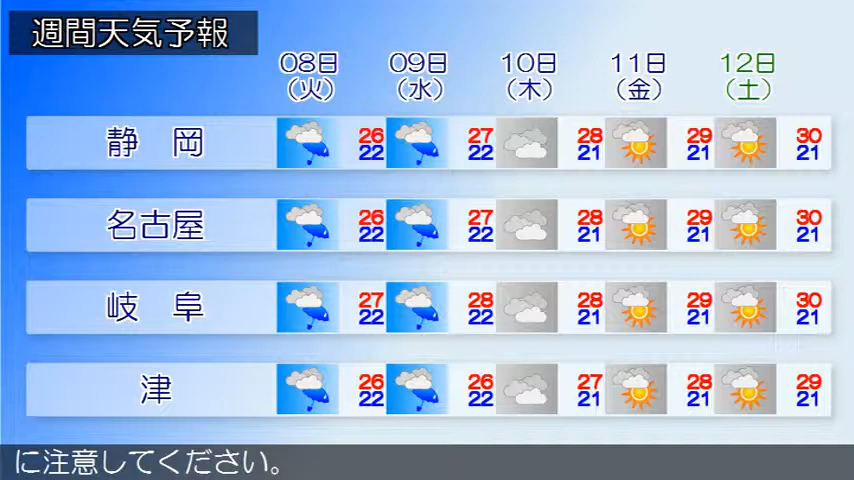 週間天気予報
08日 09日 10日 11日 12日
(火) (水) (木) (金) (土)
静 岡 26 22 27 22 28 21 29 21 30 21
名古屋 26 22 27 22 28 21 29 21 30 21
岐 阜 27 22 28 22 28 21 29 21 30 21
津 26 22 26 22 27 21 28 21 29 21
に注意してください。